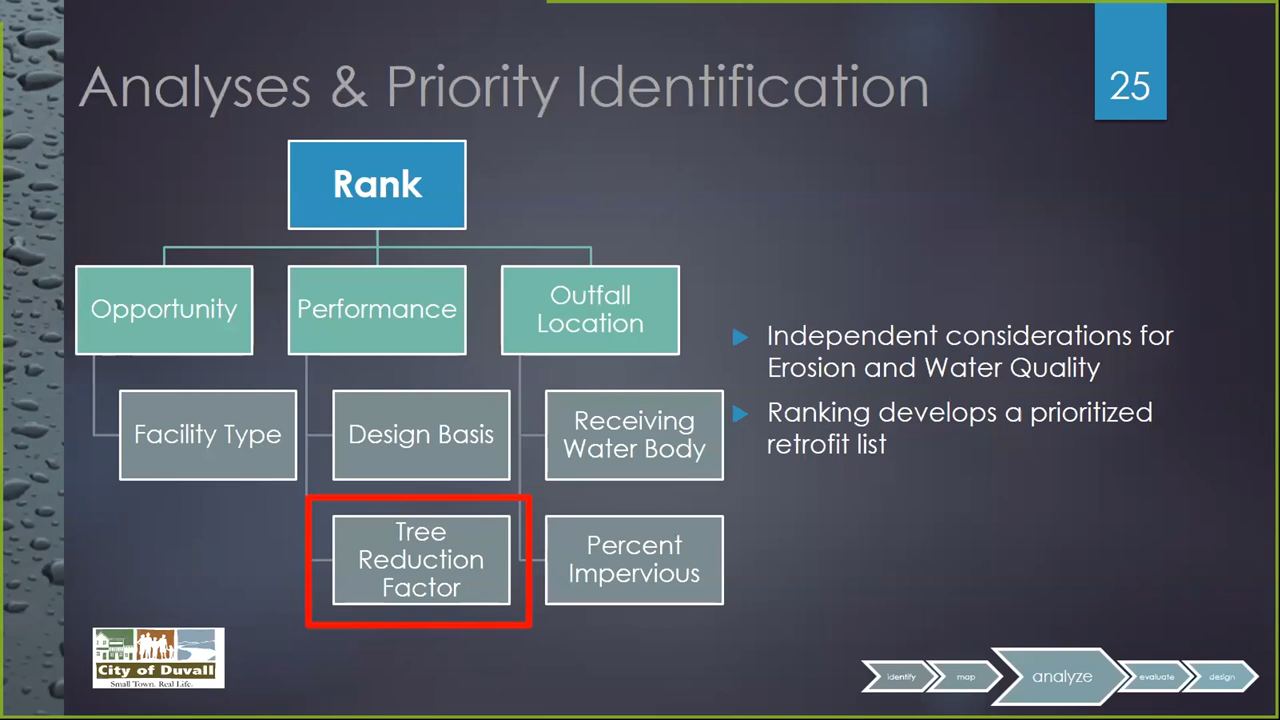 Analyses & Priority Identification
25
Rank
Opportunity
Performance
Outfall
Location
Facility Type
Design Basis
Receiving
Water Body
Tree
Reduction
Factor
Percent
Impervious
Independent considerations for
Erosion and Water Quality
Ranking develops a prioritized
retrofit list
City of Duvall
Small Town. Real Life.
identify
map
analyze
evaluate
design